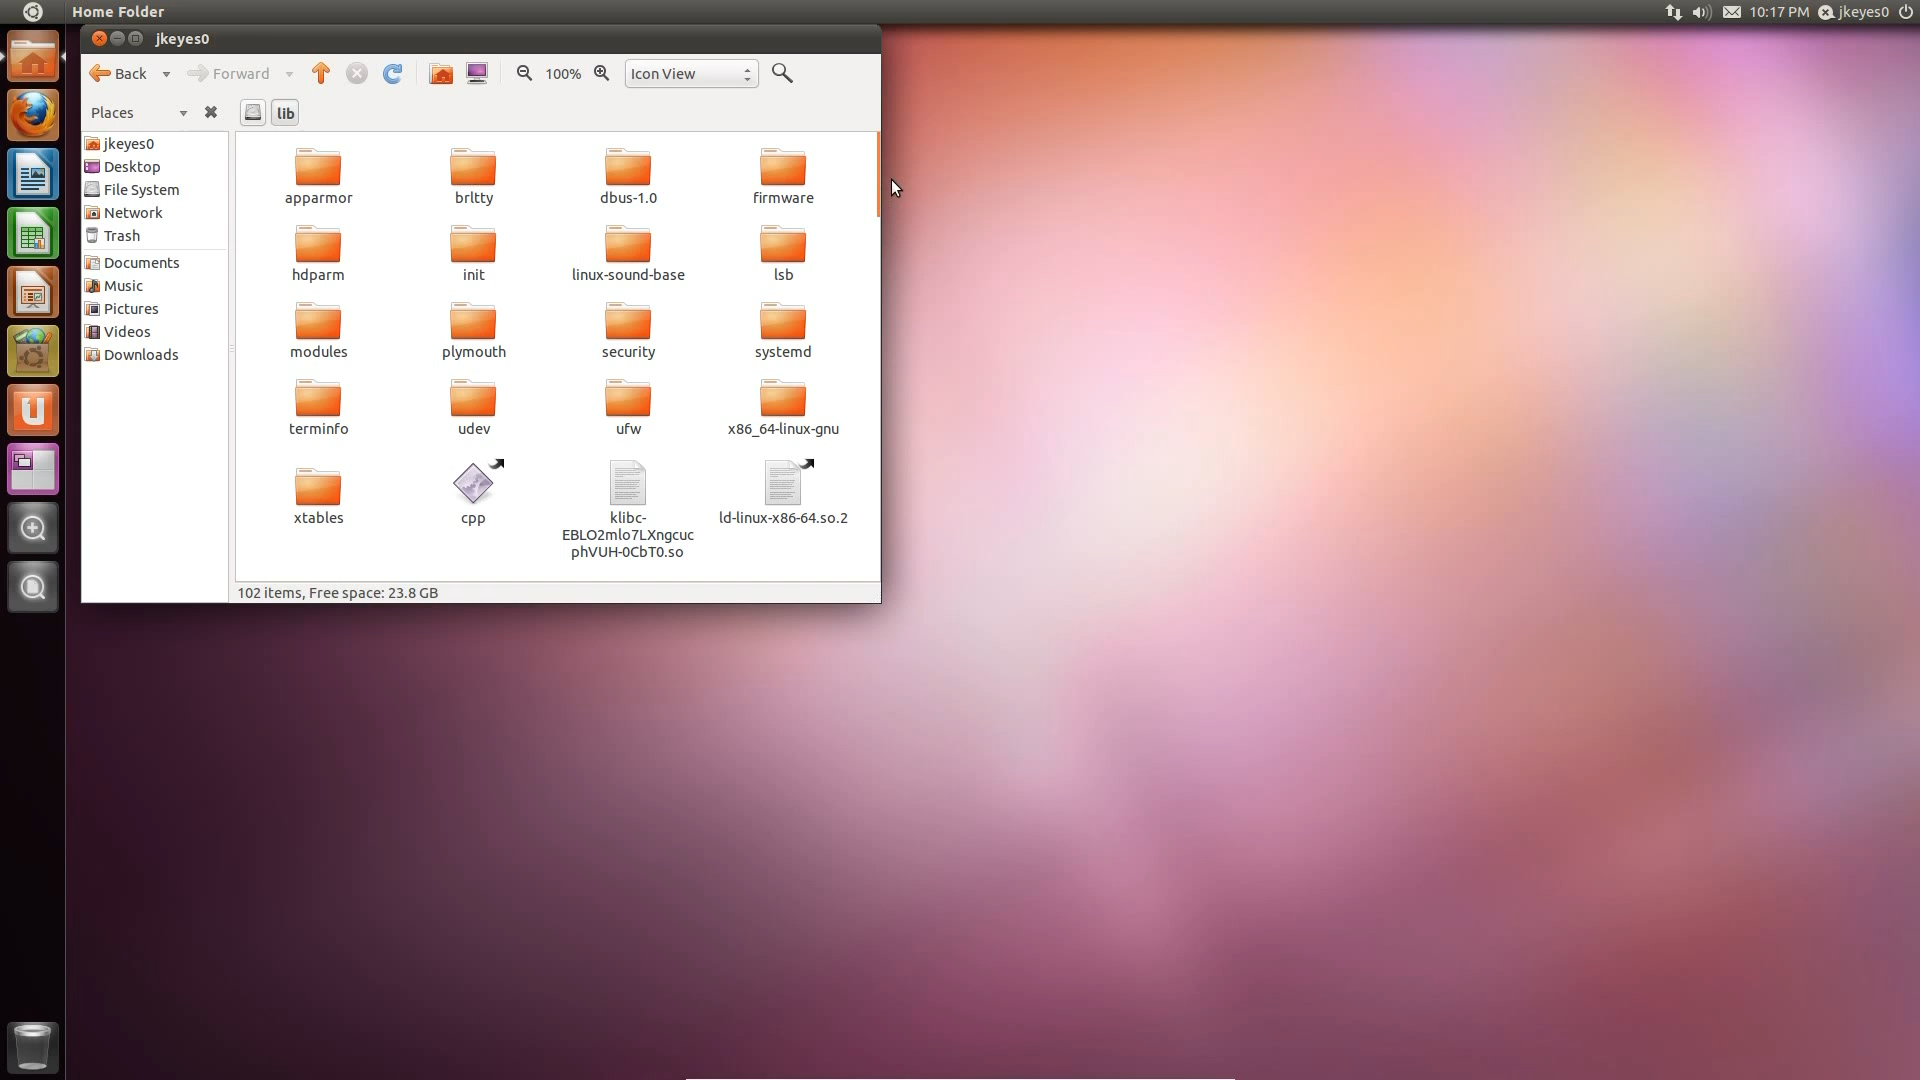 Home Folder
10:17 PM jkeyes0
jkeyes0
Back Forward 100% Icon View
Places lib
jkeyes0
Desktop
File System
Network
Trash
Documents
Music
Pictures
Videos
Downloads
apparmor brltty dbus-1.0 firmware
hdparm init linux-sound-base lsb
modules plymouth security systemd
terminfo udev ufw x86_64-linux-gnu
xtables cpp klibc- ld-linux-x86-64.so.2
EBLO2mlo7LXngcuc
phVUH-0CbT0.so
102 items, Free space: 23.8 GB